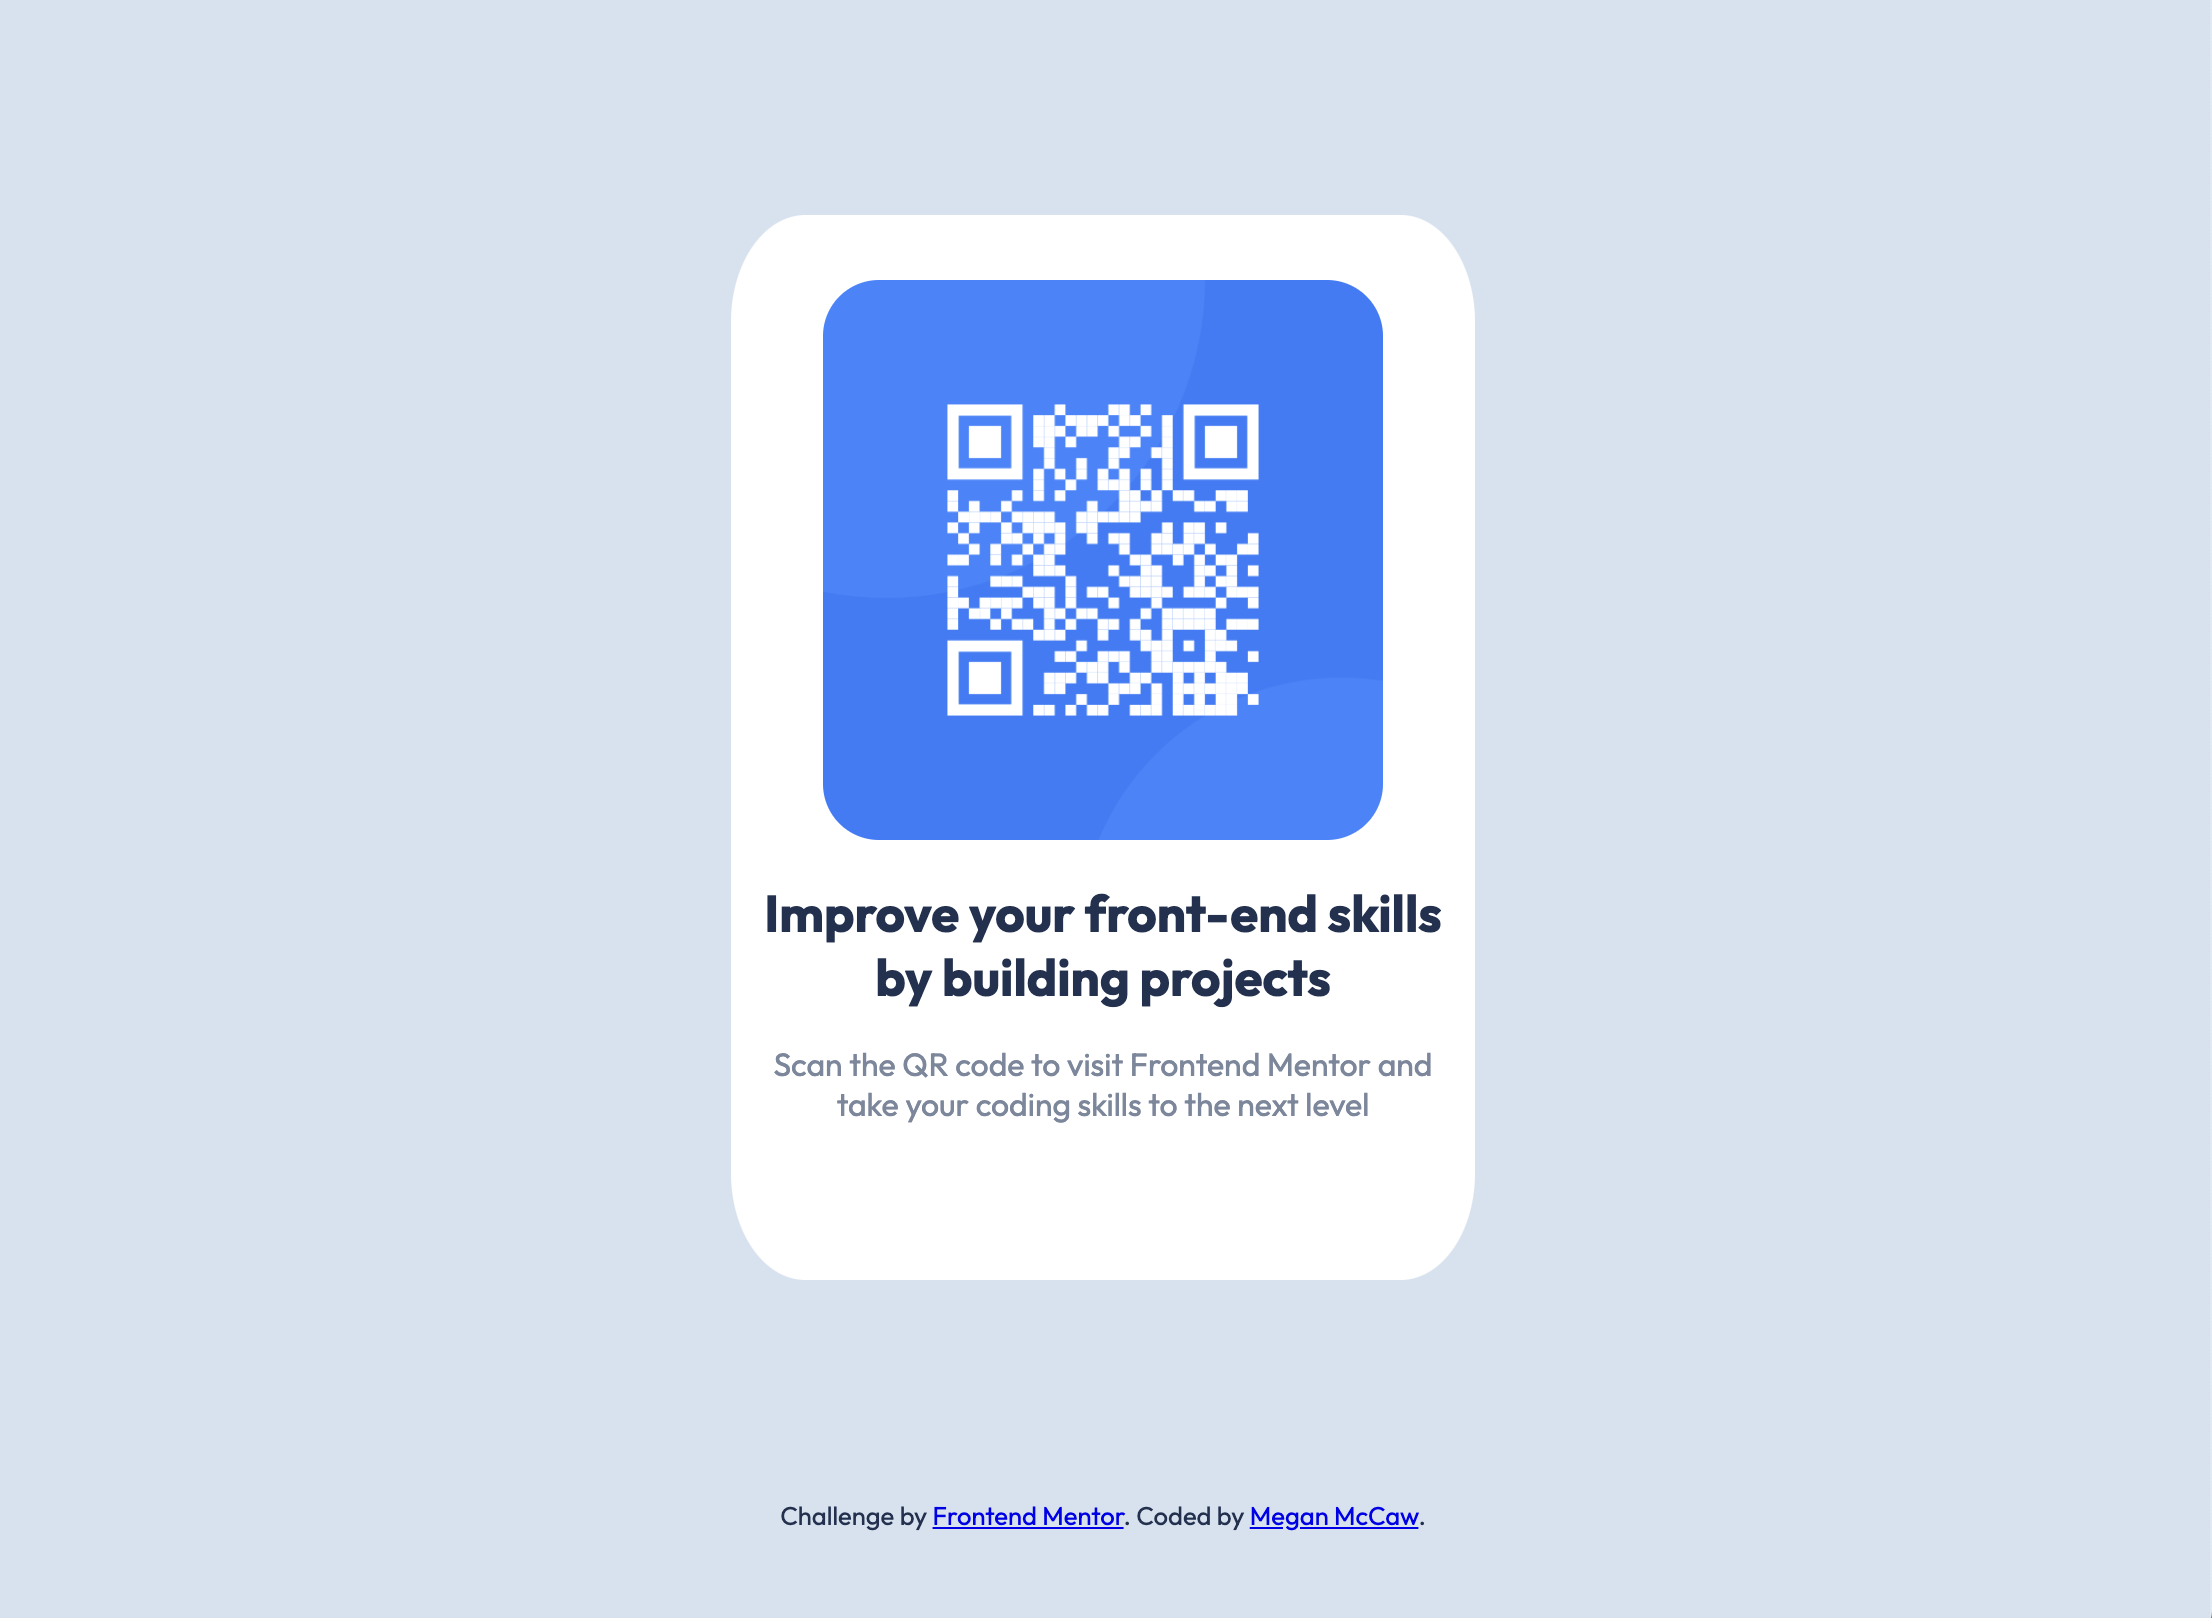 Improve your front-end skills
by building projects
Scan the QR code to visit Frontend Mentor and
take your coding skills to the next level
Challenge by Frontend Mentor. Coded by Megan McCaw.